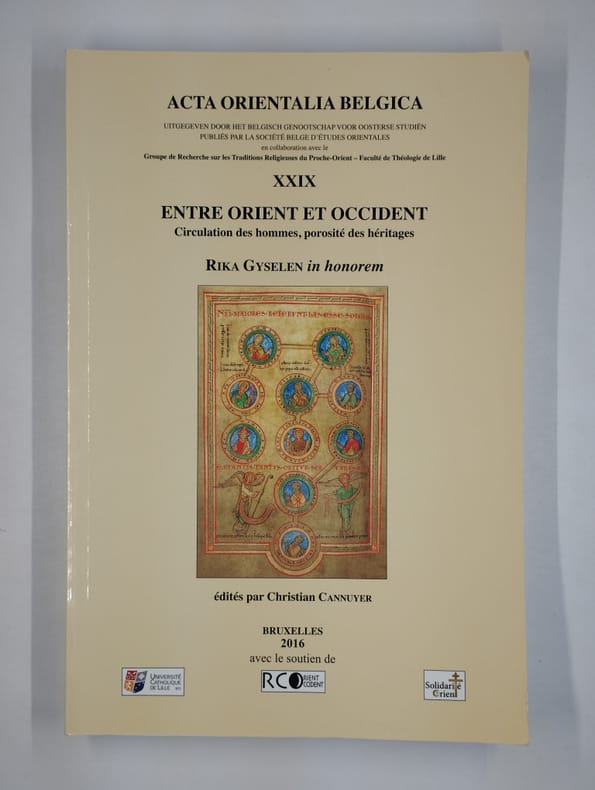 ACTA ORIENTALIA BELGICA
UITGEGEVEN DOOR HET BELGISCH GENOOTSCHAP VOOR OOSTERSE STUDIËN
PUBLIÉS PAR LA SOCIÉTÉ BELGE D'ÉTUDES ORIENTALES
en collaboration avec le
Groupe de Recherche sur les Traditions Religieuses du Proche-Orient – Faculté de Théologie de Lille
XXIX
ENTRE ORIENT ET OCCIDENT
Circulation des hommes, porosité des héritages
RIKA GYSELEN in honorem
édités par Christian CANNUYER
BRUXELLES
2016
avec le soutien de
UNIVERSITÉ
CATHOLIQUE
DE LILLE
RCO
RIENT
CCIDENT
Solidarité
Orient